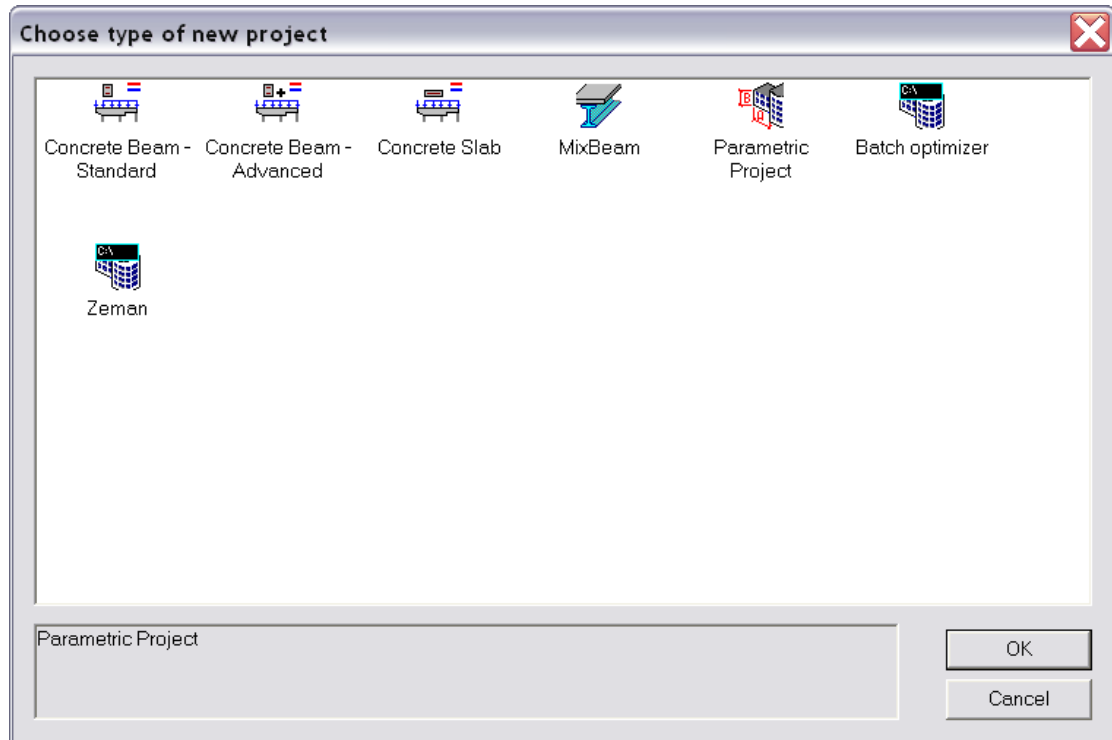 Choose type of new project
Concrete Beam - Standard
Concrete Beam - Advanced
Concrete Slab
MixBeam
Parametric Project
Batch optimizer
C:\
C:\
Zeman
B
A
Parametric Project
OK
Cancel